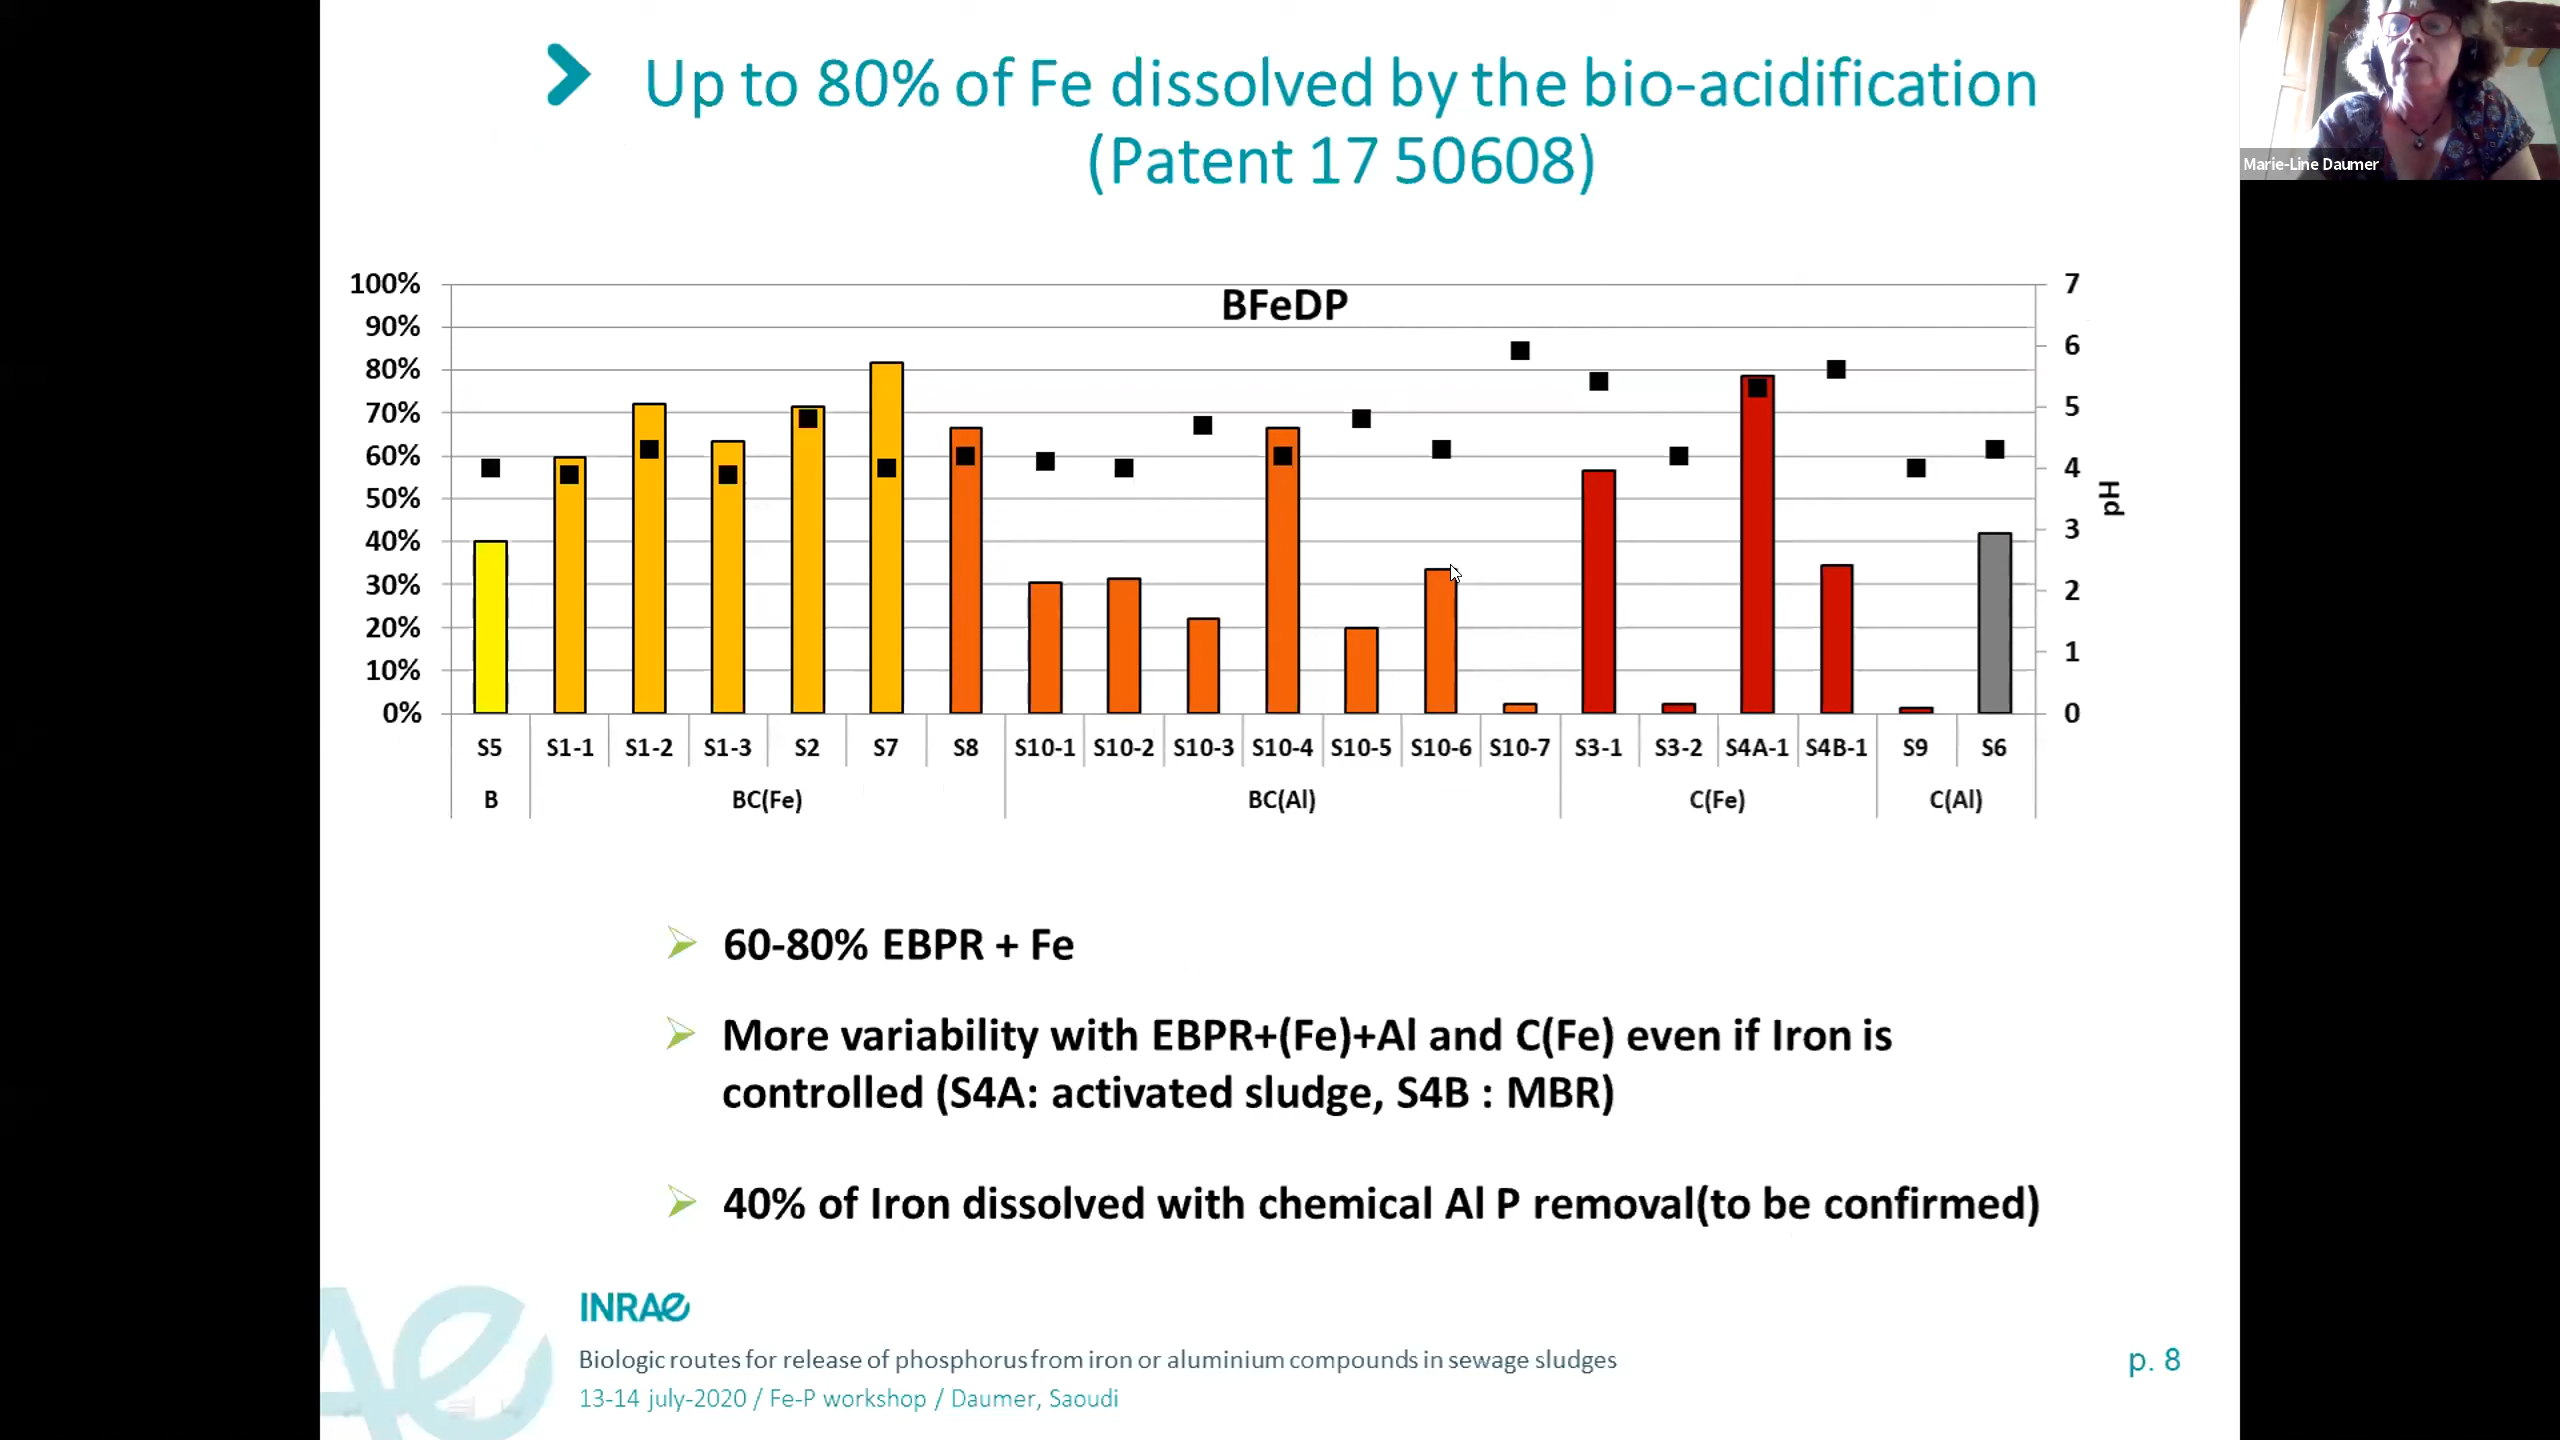 Up to 80% of Fe dissolved by the bio-acidification
(Patent 17 50608)
Marie-Line Daumer
BFeDP
100%
90%
80%
70%
60%
50%
40%
30%
20%
10%
0%
7
6
5
4
3
2
1
0
pH
S5 S1-1 S1-2 S1-3 S2 S7 S8 S10-1 S10-2 S10-3 S10-4 S10-5 S10-6 S10-7 S3-1 S3-2 S4A-1 S4B-1 S9 S6
B BC(Fe) BC(Al) C(Fe) C(Al)
60-80% EBPR + Fe
More variability with EBPR+(Fe)+Al and C(Fe) even if Iron is
controlled (S4A: activated sludge, S4B : MBR)
40% of Iron dissolved with chemical Al P removal(to be confirmed)
INRAE
Biologic routes for release of phosphorus from iron or aluminium compounds in sewage sludges
13-14 july-2020 / Fe-P workshop / Daumer, Saoudi
p. 8